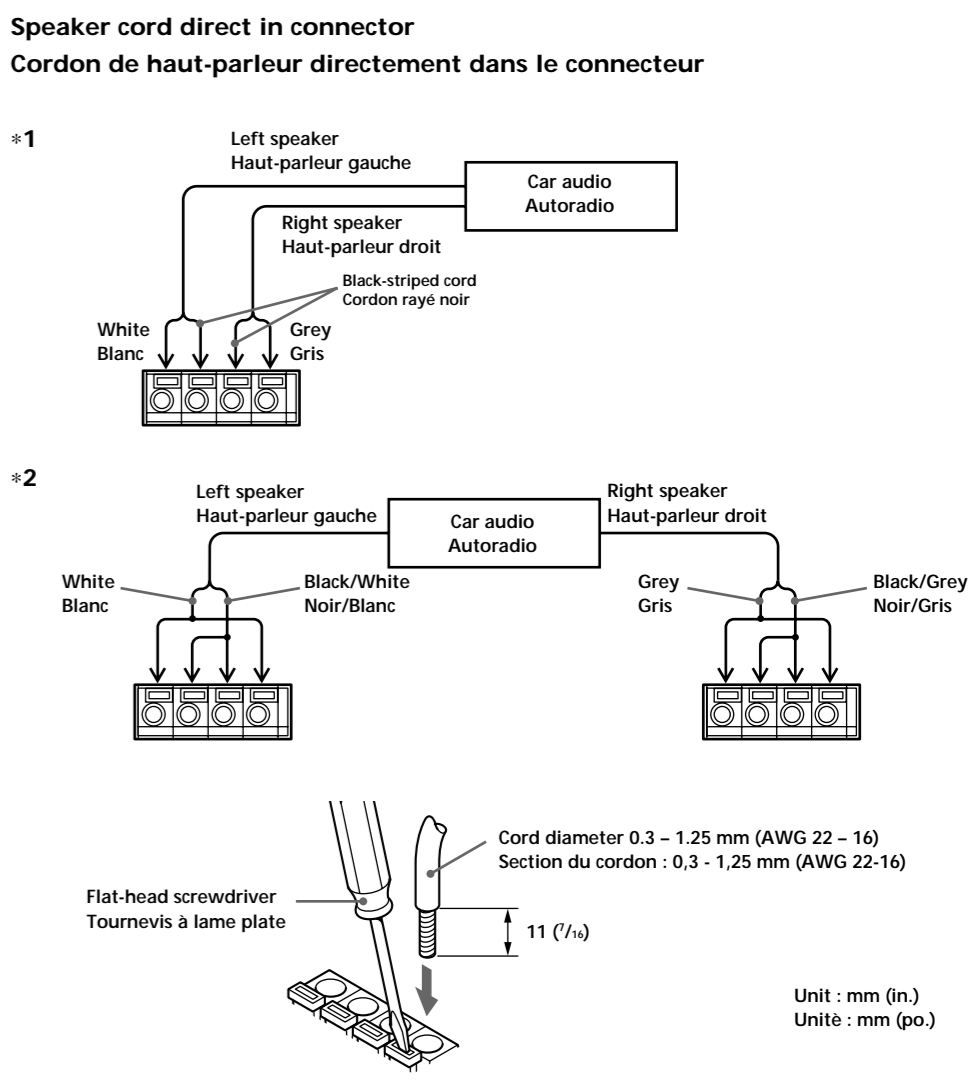 Speaker cord direct in connector
Cordon de haut-parleur directement dans le connecteur
*1
Left speaker
Haut-parleur gauche
Car audio
Autoradio
Right speaker
Haut-parleur droit
Black-striped cord
Cordon rayé noir
White
Blanc
Grey
Gris
*2
Left speaker
Haut-parleur gauche
Car audio
Autoradio
Right speaker
Haut-parleur droit
White
Blanc
Black/White
Noir/Blanc
Grey
Gris
Black/Grey
Noir/Gris
Cord diameter 0.3 – 1.25 mm (AWG 22 – 16)
Section du cordon : 0,3 - 1,25 mm (AWG 22-16)
Flat-head screwdriver
Tournevis à lame plate
11 (7/16)
Unit : mm (in.)
Unitè : mm (po.)